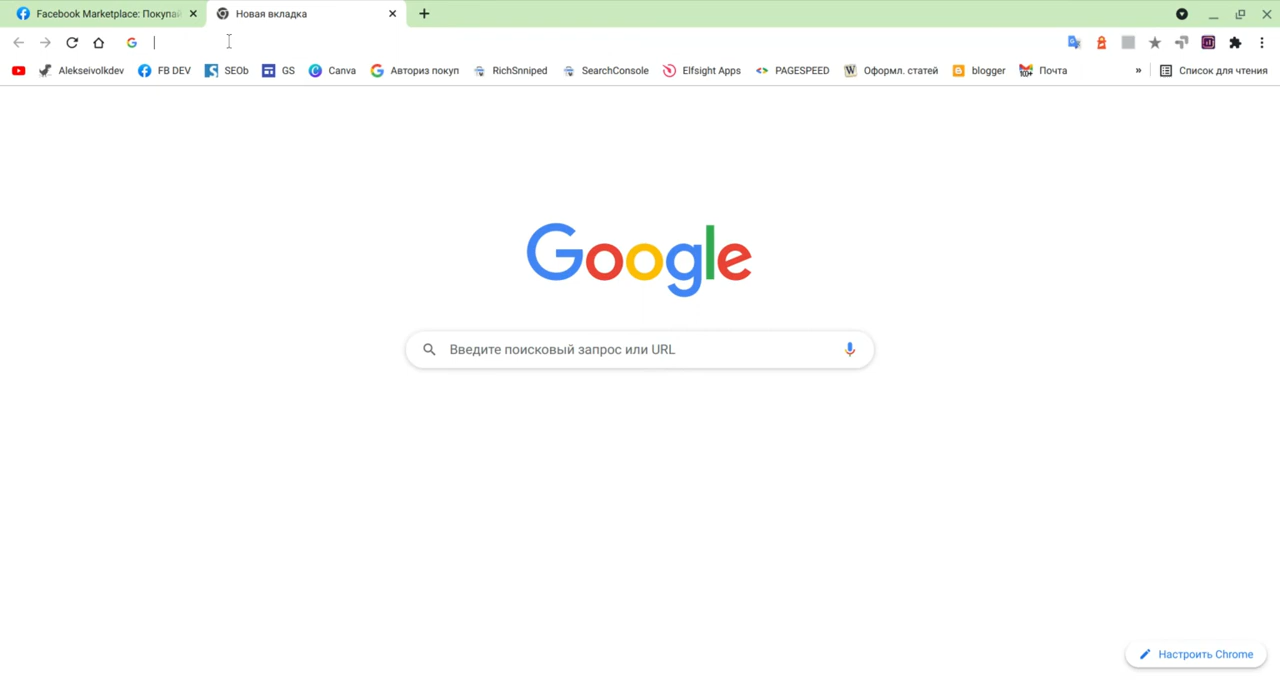 Facebook Marketplace: Покупай
Новая вкладка
Alekseivolkdev
FB DEV
SEOb
GS
Canva
Авториз покуп
RichSnniped
SearchConsole
Elfsight Apps
PAGESPEED
W Оформл. статей
blogger
100+ Почта
»
Список для чтения
Google
Введите поисковый запрос или URL
Настроить Chrome